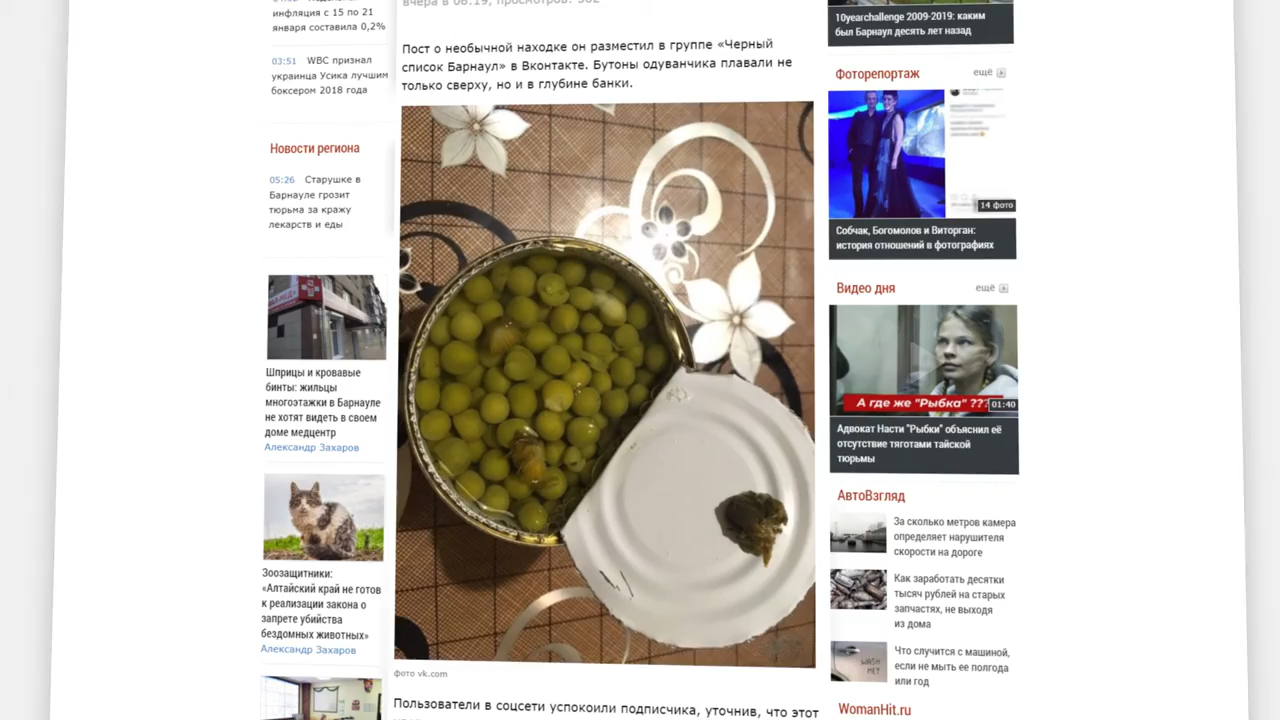 инфляция с 15 по 21
января составила 0,2%
03:51 WBC признал
украинца Усика лучшим
боксером 2018 года
Новости региона
05:26 Старушке в
Барнауле грозит
тюрьма за кражу
лекарств и еды
Шприцы и кровавые
бинты: жильцы
многоэтажки в Барнауле
не хотят видеть в своем
доме медцентр
Александр Захаров
Зоозащитники:
«Алтайский край не готов
к реализации закона о
запрете убийства
бездомных животных»
Александр Захаров
вчера в 06:19, просмотров: 502
Пост о необычной находке он разместил в группе «Черный
список Барнаул» в Вконтакте. Бутоны одуванчика плавали не
только сверху, но и в глубине банки.
фото vk.com
Пользователи в соцсети успокоили подписчика, уточнив, что этот
10yearchallenge 2009-2019: каким
был Барнаул десять лет назад
Фоторепортаж ещё
14 фото
Собчак, Богомолов и Виторган:
история отношений в фотографиях
Видео дня ещё
А где же "Рыбка" ???
01:40
Адвокат Насти "Рыбки" объяснил её
отсутствие тяготами тайской
тюрьмы
АвтоВзгляд
За сколько метров камера
определяет нарушителя
скорости на дороге
Как заработать десятки
тысяч рублей на старых
запчастях, не выходя
из дома
WASH
ME?
Что случится с машиной,
если не мыть ее полгода
или год
WomanHit.ru